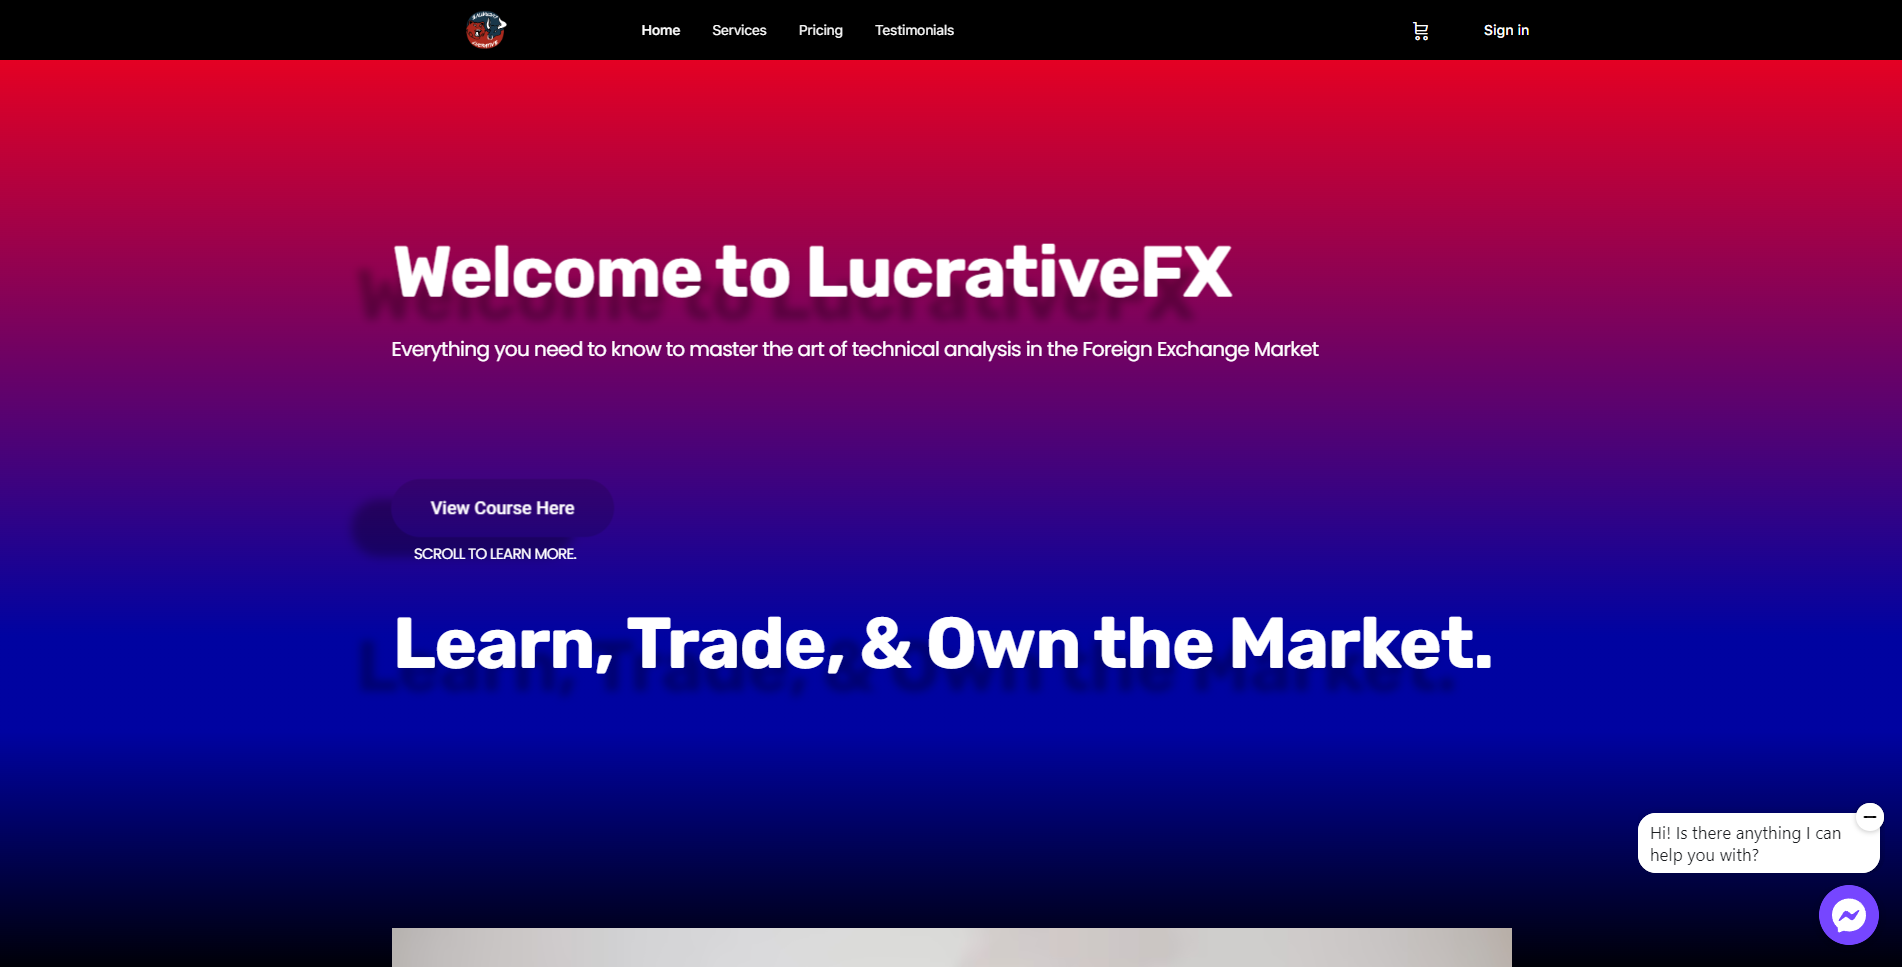 Home
Services
Pricing
Testimonials
Sign in
Welcome to LucrativeFX
Everything you need to know to master the art of technical analysis in the Foreign Exchange Market
View Course Here
SCROLL TO LEARN MORE.
Learn, Trade, & Own the Market.
Hi! Is there anything I can
help you with?